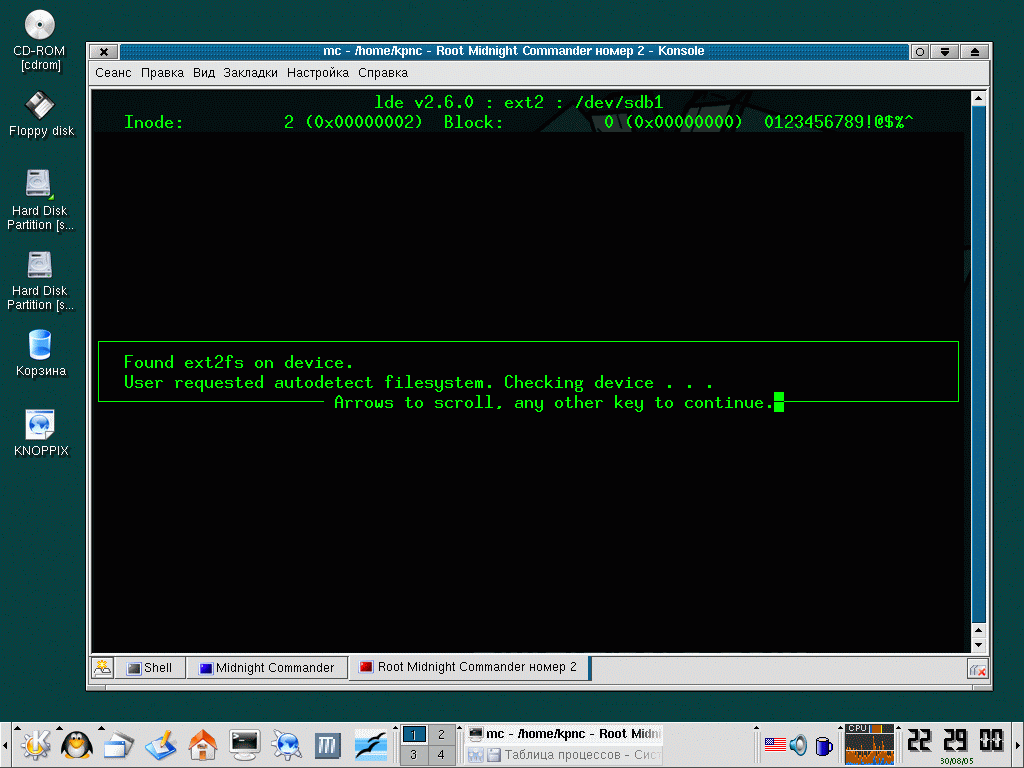 CD-ROM
[cdrom]
Floppy disk
Hard Disk
Partition [s...
Hard Disk
Partition [s...
Корзина
KNOPPIX
mc - /home/kpnc - Root Midnight Commander номер 2 - Konsole
Сеанс Правка Вид Закладки Настройка Справка
lde v2.6.0 : ext2 : /dev/sdb1
Inode: 2 (0x00000002) Block: 0 (0x00000000) 0123456789!@$%^
Found ext2fs on device.
User requested autodetect filesystem. Checking device . . .
Arrows to scroll, any other key to continue.
Shell Midnight Commander Root Midnight Commander номер 2
1 2
3 4
mc - /home/kpnc - Root Midni
Таблица процессов - Сист
CPU
22 29 00
30/08/05